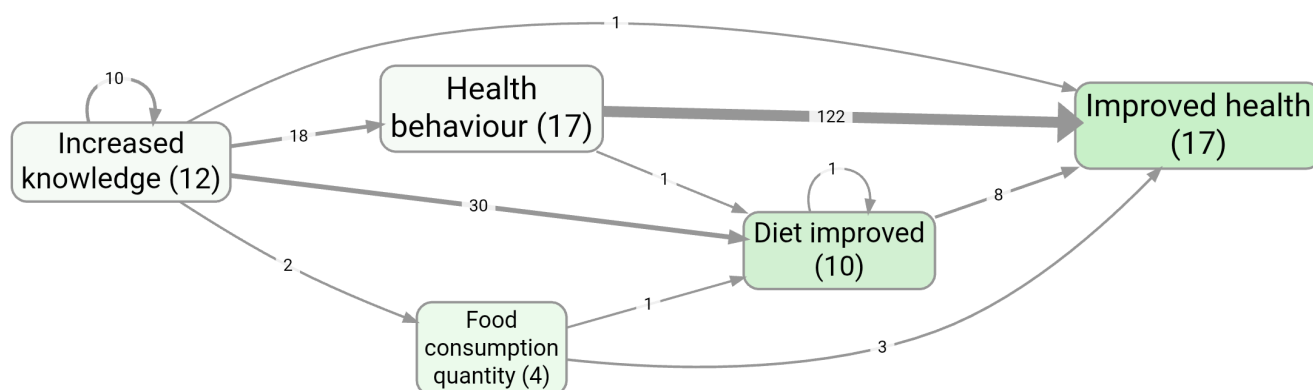 1
10
Health
behaviour (17)
Improved health
(17)
122
Increased
knowledge (12)
18
1
1
8
30
Diet improved
(10)
2
1
Food
consumption
quantity (4)
3